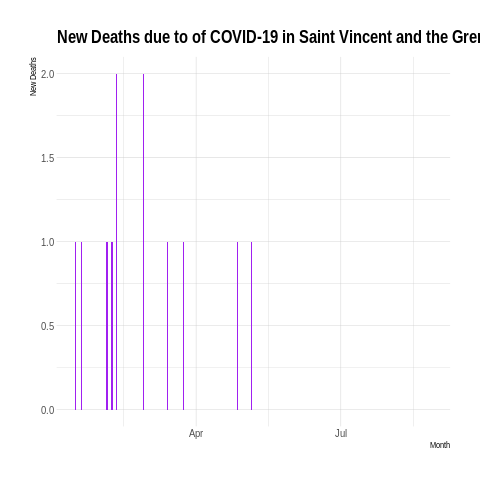 New Deaths due to of COVID-19 in Saint Vincent and the Gren
New Deaths
2.0
1.5
1.0
0.5
0.0
Apr
Jul
Month